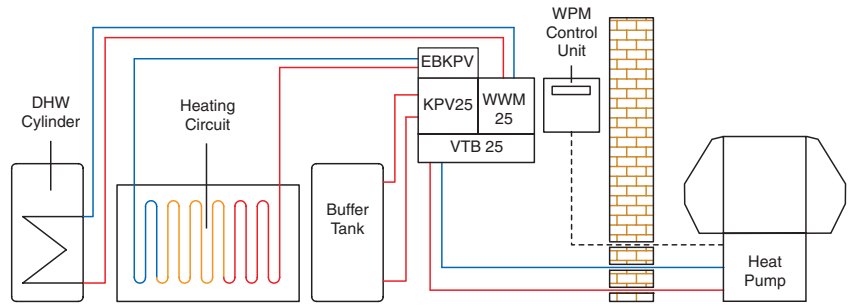 WPM
Control
Unit
EBKPV
DHW
Cylinder
Heating
Circuit
KPV25
WWM
25
VTB 25
Buffer
Tank
Heat
Pump